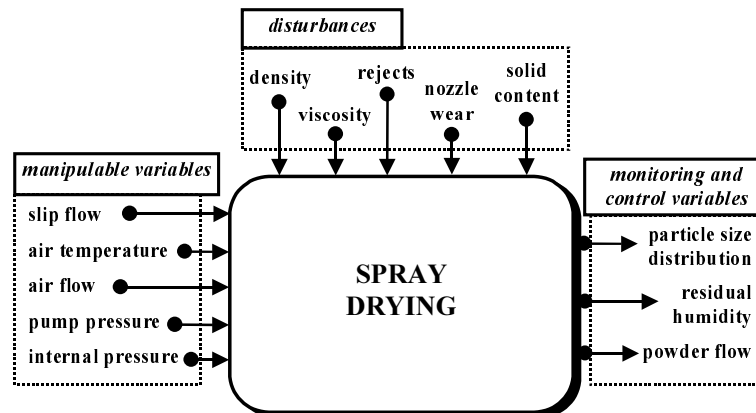 disturbances
density
viscosity
rejects
nozzle
wear
solid
content
manipulable variables
slip flow
air temperature
air flow
pump pressure
internal pressure
SPRAY
DRYING
monitoring and
control variables
particle size
distribution
residual
humidity
powder flow